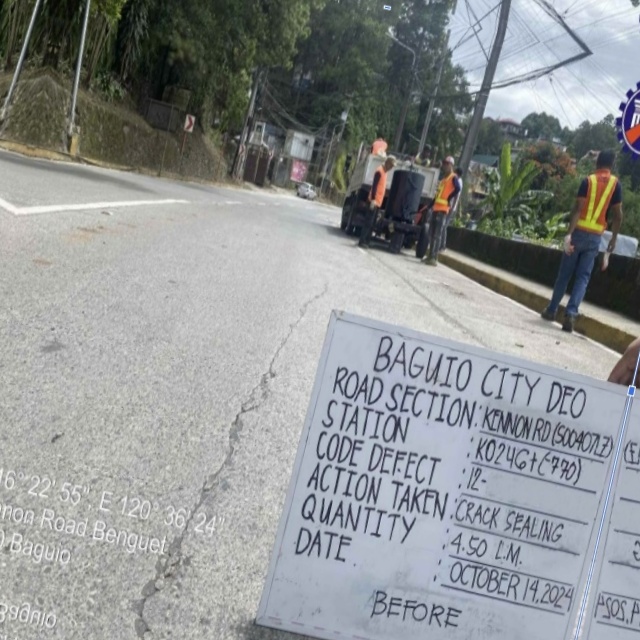 BAGUIO CITY DEO
ROAD SECTION : KENNON RD (S00407LZ)
STATION : K0246+(-770)
CODE DEFECT : 12-
ACTION TAKEN : CRACK SEALING
QUANTITY : 4.50 L.M.
DATE : OCTOBER 14, 2024
BEFORE
16° 22' 55" E 120° 36' 24"
non Road Benguet
Baguio